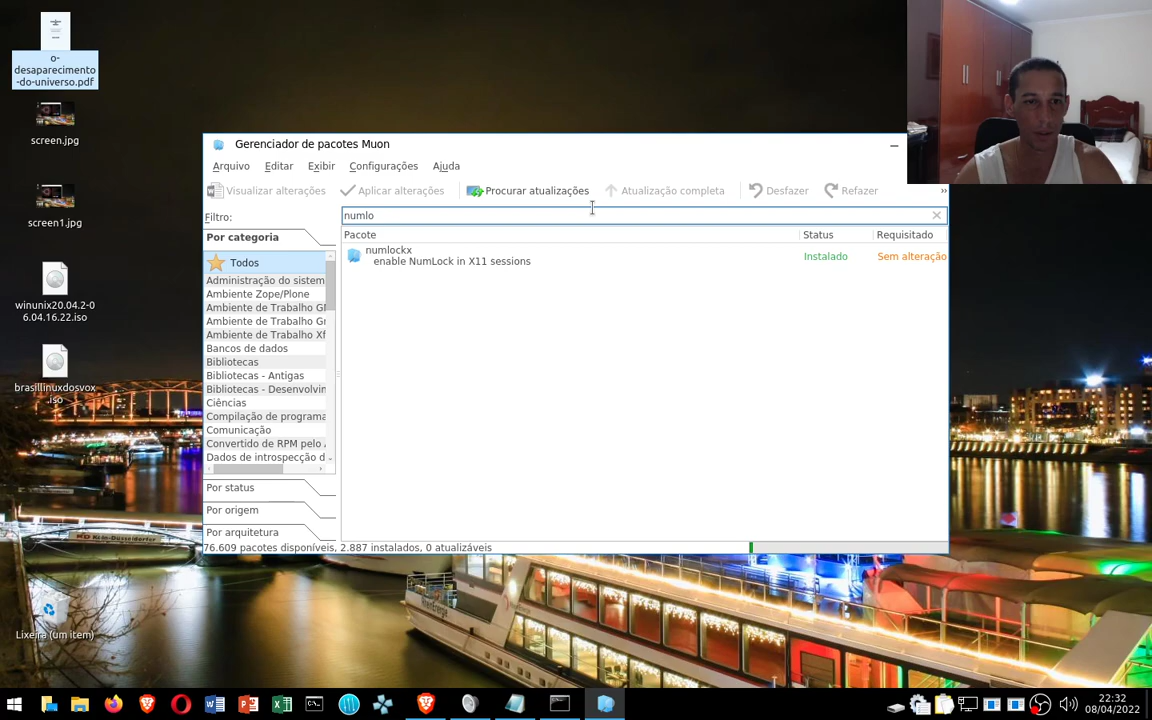 o-
desaparecimento
-do-universo.pdf
screen.jpg
screen1.jpg
winunix20.04.2-0
6.04.16.22.iso
brasillinuxdosvox
.iso
Lixeira (um item)
Gerenciador de pacotes Muon
Arquivo Editar Exibir Configurações Ajuda
Visualizar alterações Aplicar alterações Procurar atualizações Atualização completa Desfazer Refazer »
Filtro: numlo
Por categoria
Todos
Administração do sistem
Ambiente Zope/Plone
Ambiente de Trabalho GI
Ambiente de Trabalho Gr
Ambiente de Trabalho Xf
Bancos de dados
Bibliotecas
Bibliotecas - Antigas
Bibliotecas - Desenvolvin
Ciências
Compilação de programa
Comunicação
Convertido de RPM pelo
Dados de introspecção d
Por status
Por origem
Por arquitetura
Pacote Status Requisitado
numlockx
enable NumLock in X11 sessions Instalado Sem alteração
76.609 pacotes disponíveis, 2.887 instalados, 0 atualizáveis
KD Köln-Düsseldorfer
22:32
08/04/2022